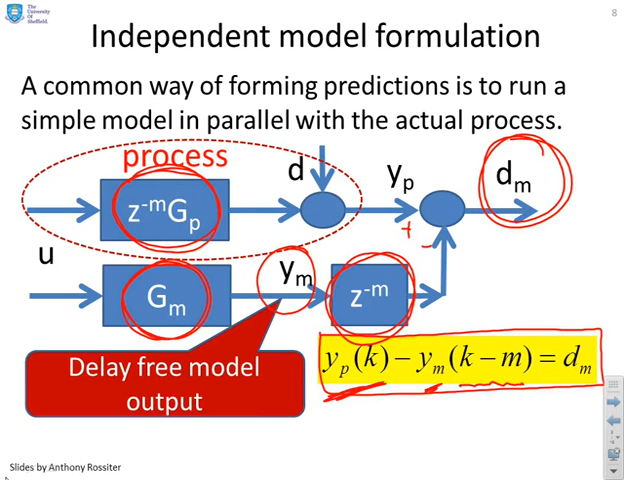 The
University
Of
Sheffield.
8
Independent model formulation
A common way of forming predictions is to run a
simple model in parallel with the actual process.
process
d
yp
dm
z-mGp
+
-
u
ym
Gm
z-m
Delay free model
output
yp(k) − ym(k − m) = dm
Slides by Anthony Rossiter